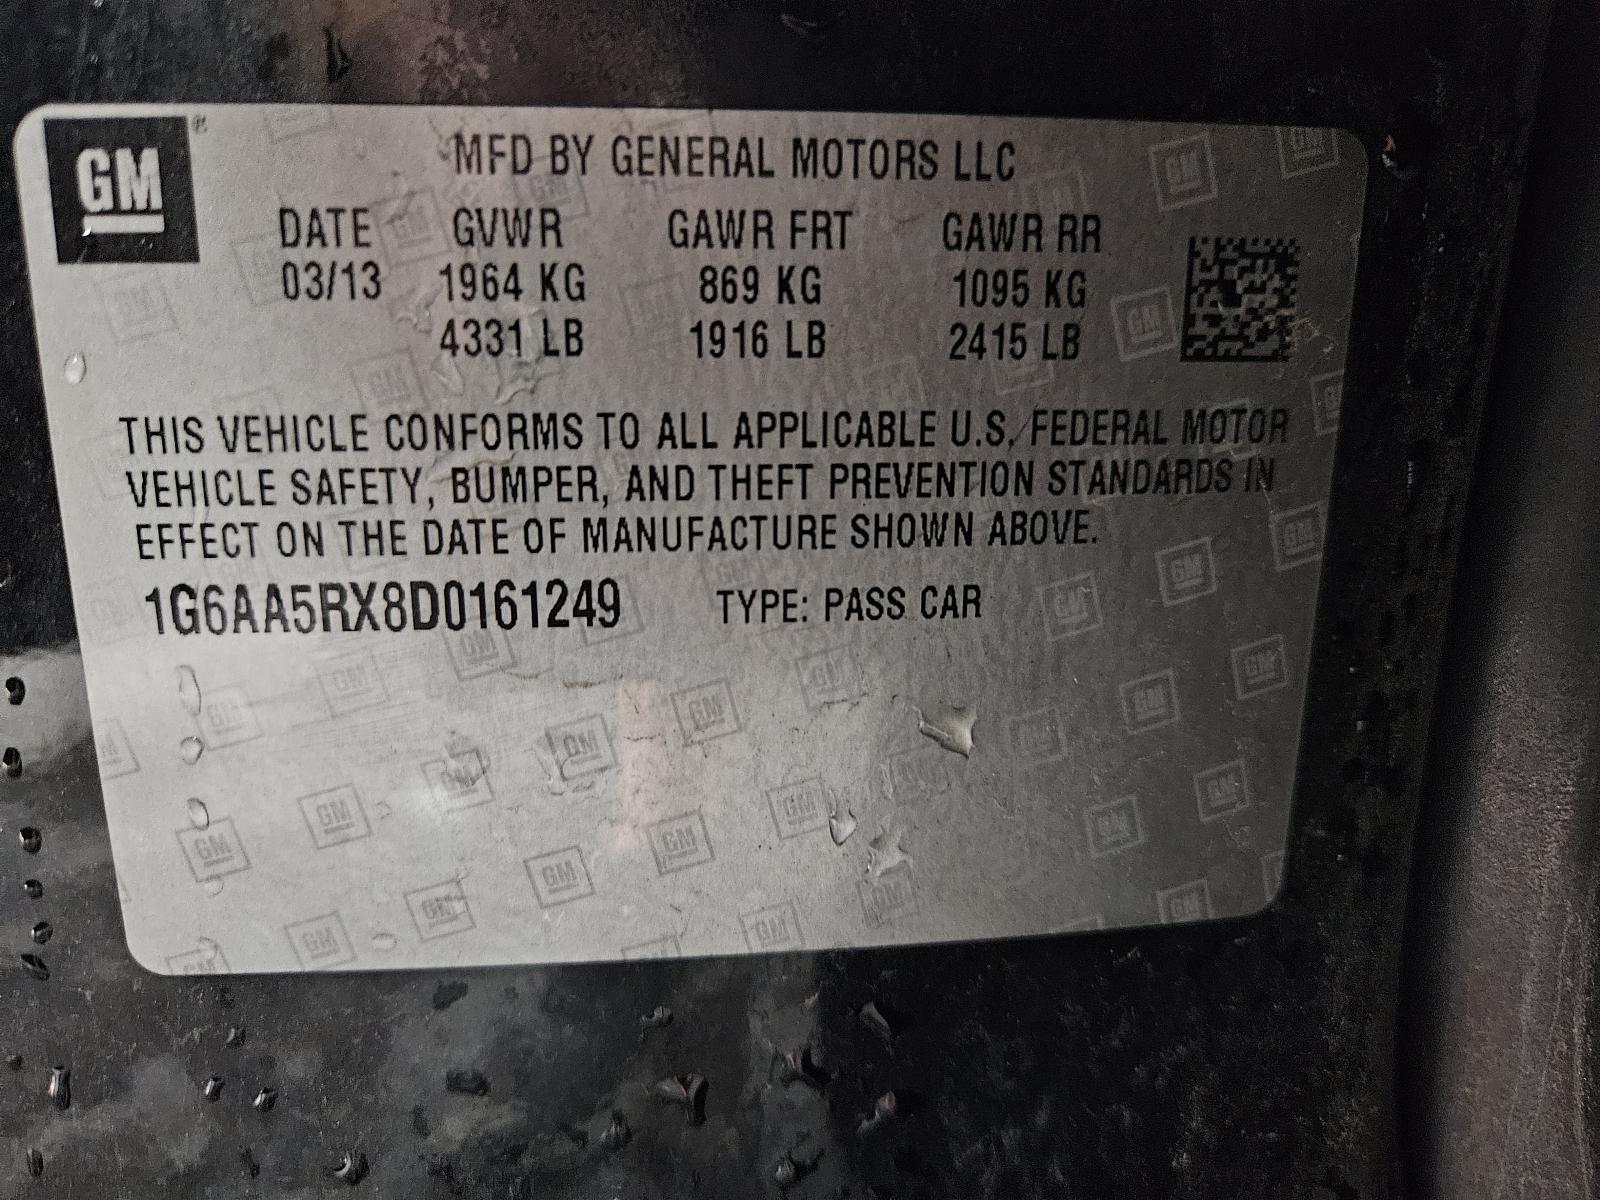 GM ®
MFD BY GENERAL MOTORS LLC
DATE GVWR GAWR FRT GAWR RR
03/13 1964 KG 869 KG 1095 KG
4331 LB 1916 LB 2415 LB
THIS VEHICLE CONFORMS TO ALL APPLICABLE U.S. FEDERAL MOTOR
VEHICLE SAFETY, BUMPER, AND THEFT PREVENTION STANDARDS IN
EFFECT ON THE DATE OF MANUFACTURE SHOWN ABOVE.
1G6AA5RX8D0161249 TYPE: PASS CAR